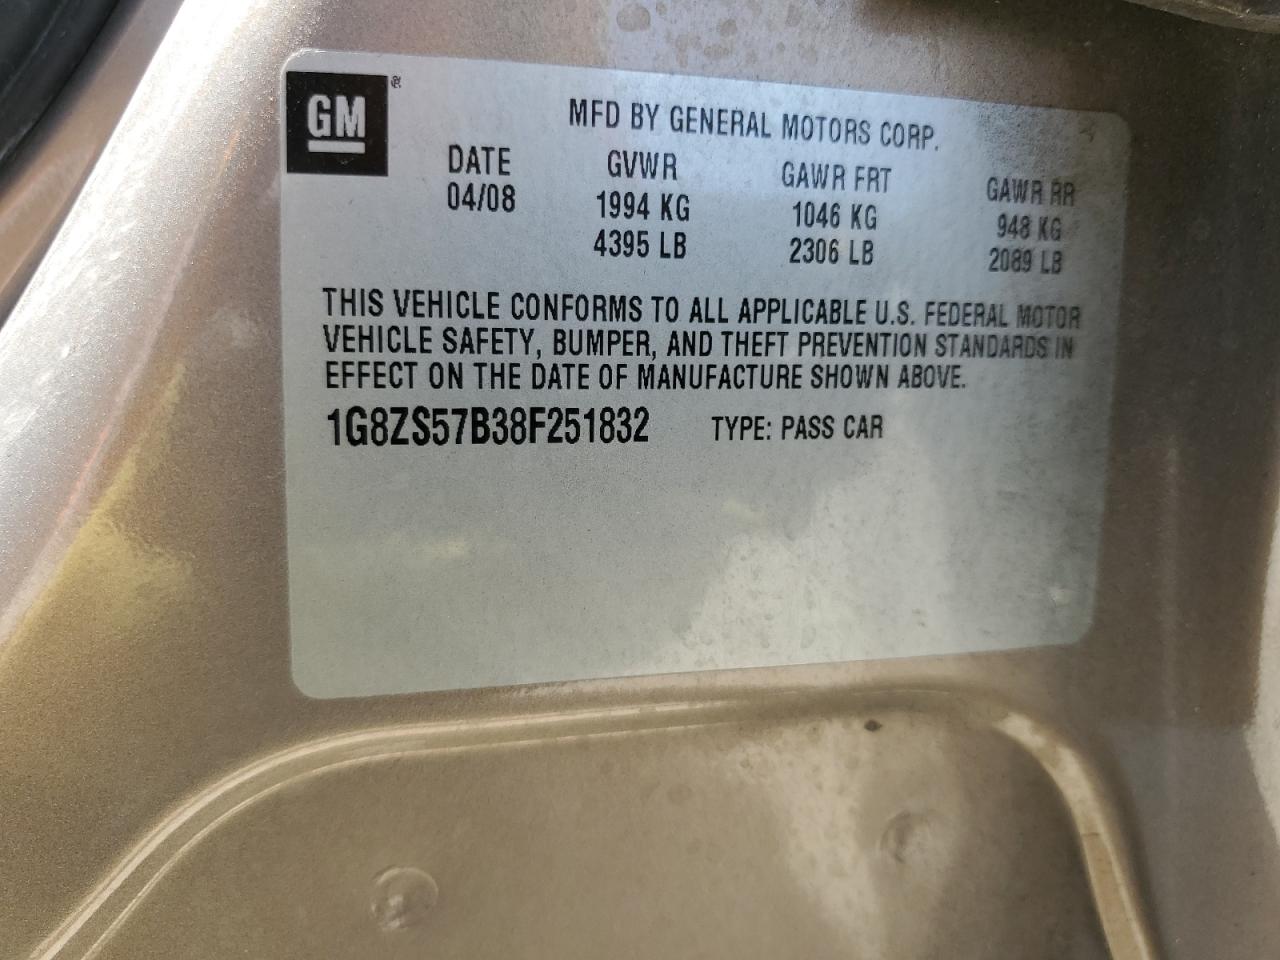 GM ®
MFD BY GENERAL MOTORS CORP.
DATE GVWR GAWR FRT GAWR RR
04/08 1994 KG 1046 KG 948 KG
4395 LB 2306 LB 2089 LB
THIS VEHICLE CONFORMS TO ALL APPLICABLE U.S. FEDERAL MOTOR
VEHICLE SAFETY, BUMPER, AND THEFT PREVENTION STANDARDS IN
EFFECT ON THE DATE OF MANUFACTURE SHOWN ABOVE.
1G8ZS57B38F251832 TYPE: PASS CAR